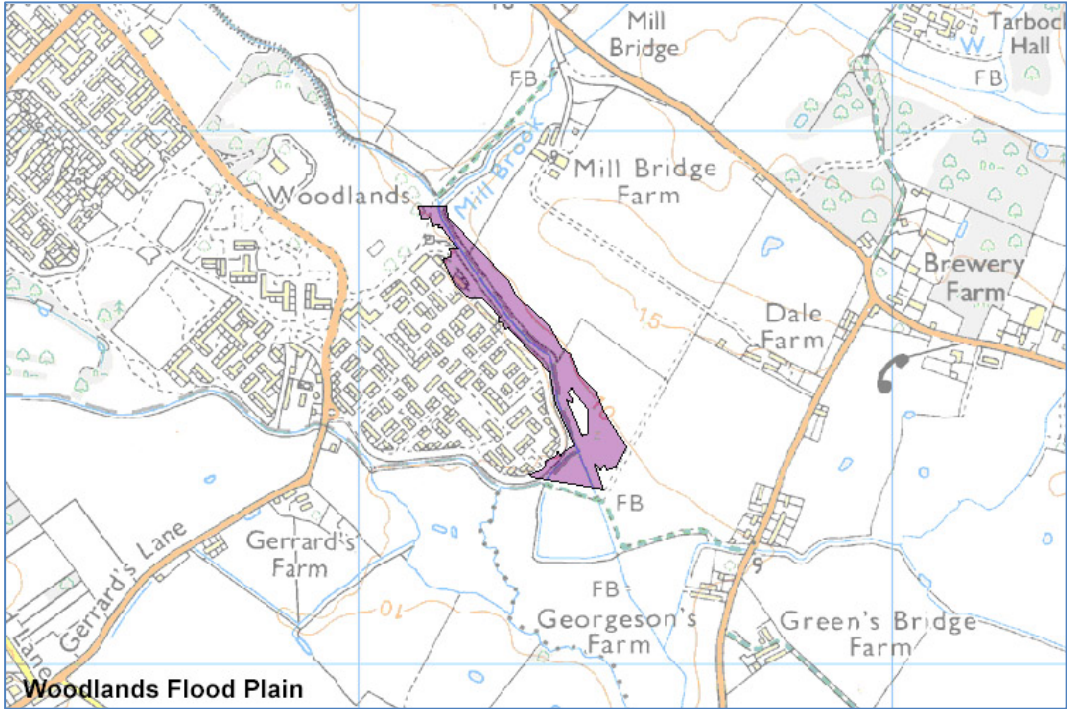 Mill
Bridge
FB
Tarbock
Hall
W
FB
Mill Brook
Woodlands
Mill Bridge
Farm
Brewery
Farm
15
Dale
Farm
10
FB
Gerrard's
Farm
Gerrard's Lane
10
FB
Georgeson's
Farm
9
Green's Bridge
Farm
Lane
Woodlands Flood Plain